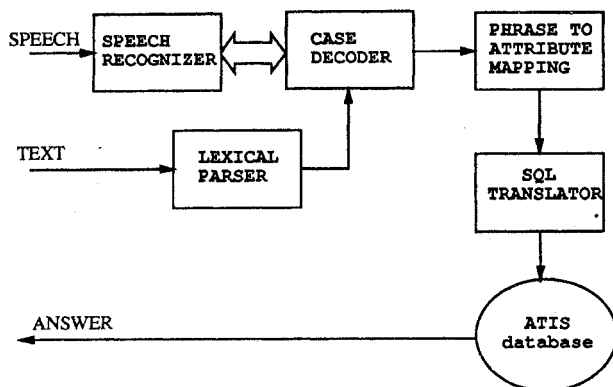 SPEECH
SPEECH
RECOGNIZER
CASE
DECODER
PHRASE TO
ATTRIBUTE
MAPPING
TEXT
LEXICAL
PARSER
SQL
TRANSLATOR
ANSWER
ATIS
database